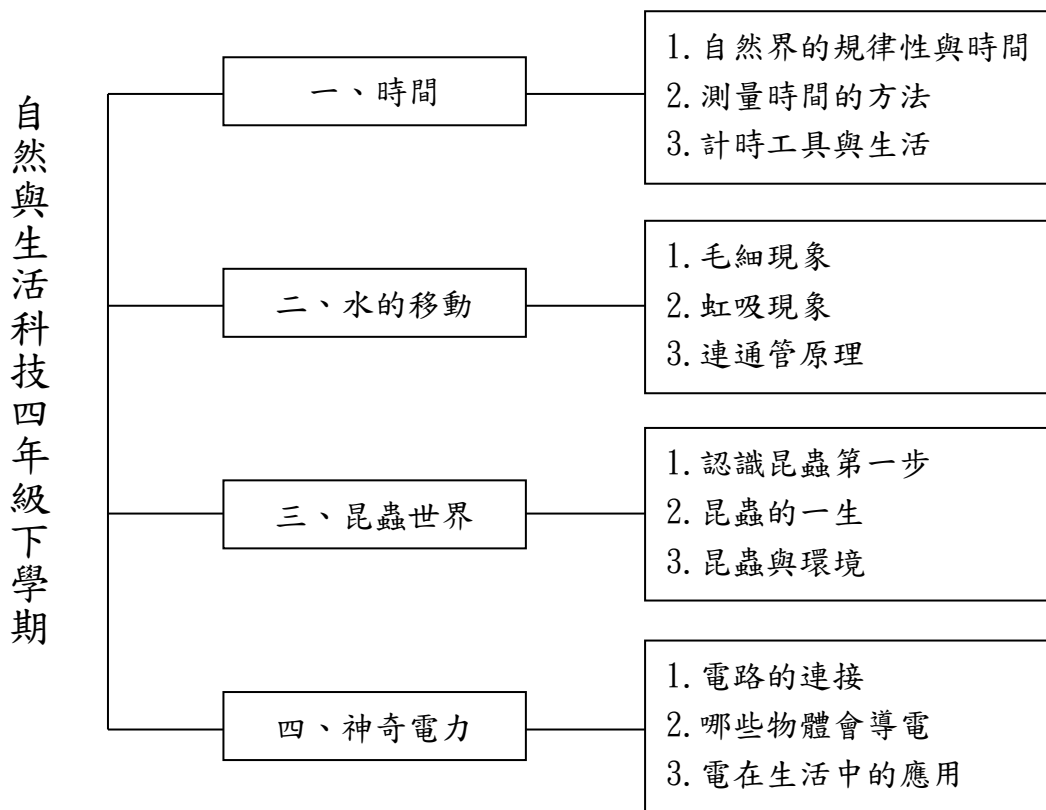 自然與生活科技四年級下學期
一、時間
1.自然界的規律性與時間
2.測量時間的方法
3.計時工具與生活
二、水的移動
1.毛細現象
2.虹吸現象
3.連通管原理
三、昆蟲世界
1.認識昆蟲第一步
2.昆蟲的一生
3.昆蟲與環境
四、神奇電力
1.電路的連接
2.哪些物體會導電
3.電在生活中的應用